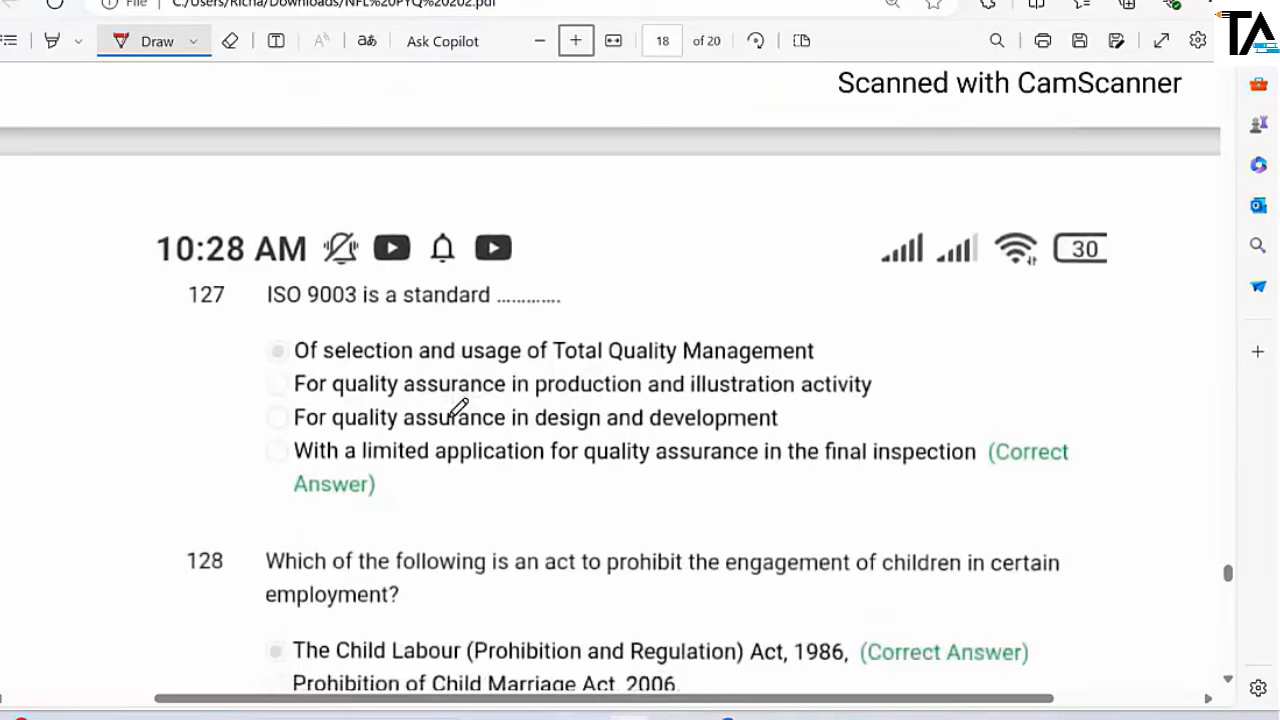 File C:/Users/Richa/Downloads/NFL%20PYQ%202.pdf
Draw Ask Copilot 18 of 20
TA
Scanned with CamScanner
10:28 AM 30
127 ISO 9003 is a standard .............
Of selection and usage of Total Quality Management
For quality assurance in production and illustration activity
For quality assurance in design and development
With a limited application for quality assurance in the final inspection (Correct
Answer)
128 Which of the following is an act to prohibit the engagement of children in certain
employment?
The Child Labour (Prohibition and Regulation) Act, 1986, (Correct Answer)
Prohibition of Child Marriage Act, 2006.